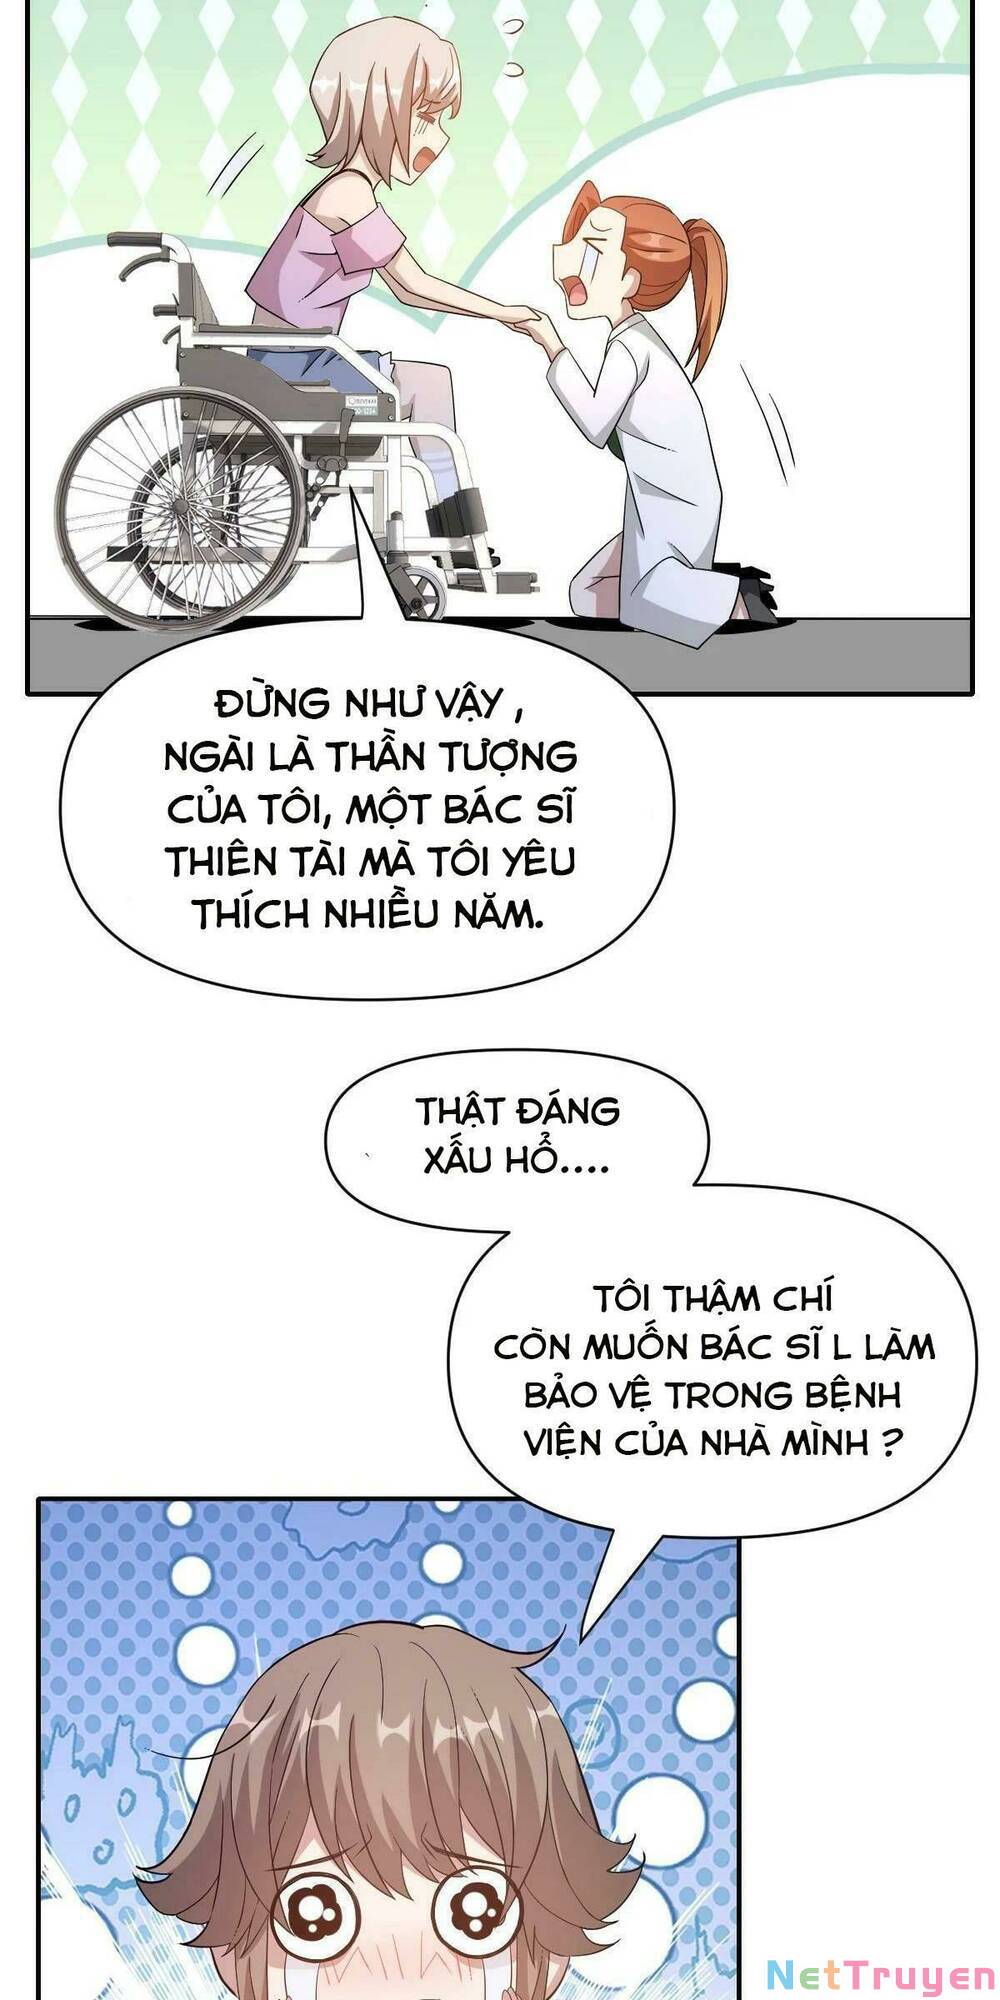 ĐỪNG NHƯ VẬY ,
NGÀI LÀ THẦN TƯỢNG
CỦA TÔI, MỘT BÁC SĨ
THIÊN TÀI MÀ TÔI YÊU
THÍCH NHIỀU NĂM.
THẬT ĐÁNG
XẤU HỔ....
TÔI THẬM CHÍ
CÒN MUỐN BÁC SĨ L LÀM
BẢO VỆ TRONG BỆNH
VIỆN CỦA NHÀ MÌNH ?
NetTruyen